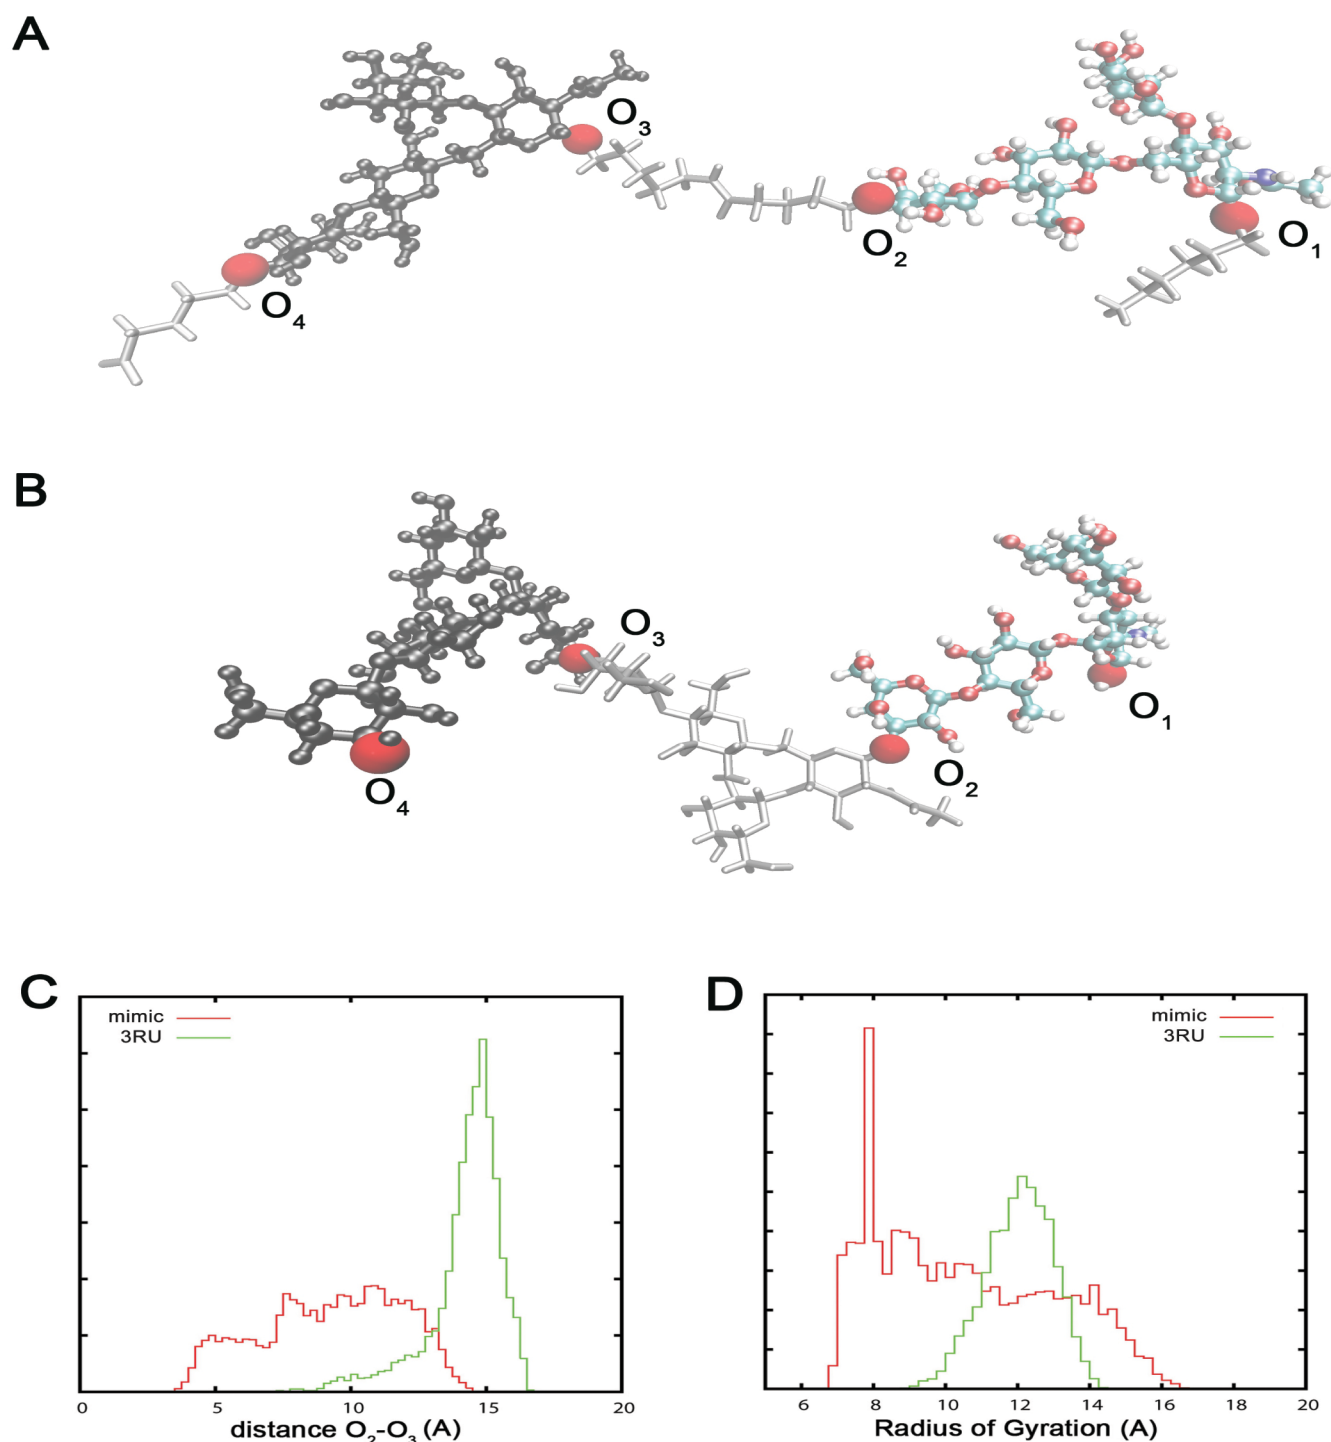 A
O₃
O₂
O₁
O₄
B
O₃
O₁
O₂
O₄
C
mimic
3RU
0 5 10 15 20
distance O₂-O₃ (A)
D
mimic
3RU
6 8 10 12 14 16 18 20
Radius of Gyration (A)